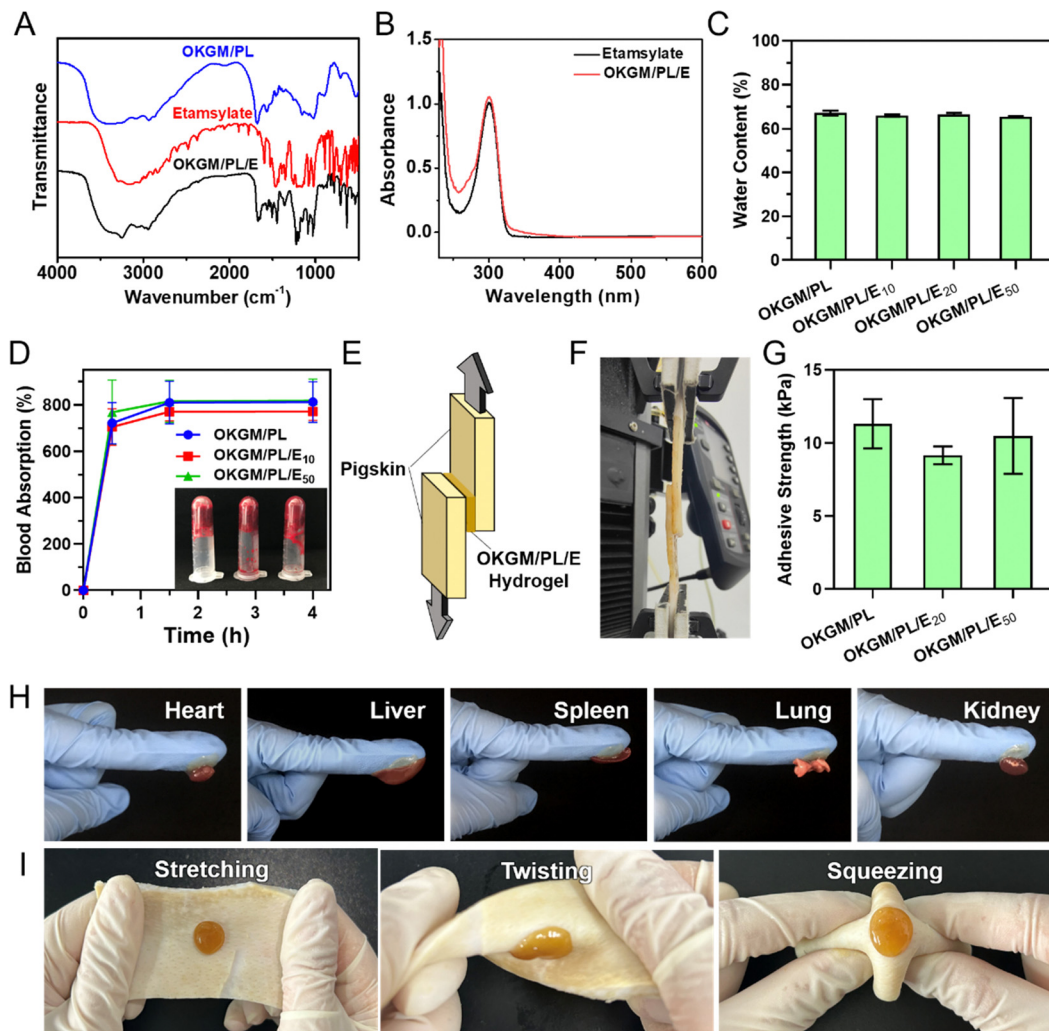 A
OKGM/PL
Etamsylate
OKGM/PL/E
Transmittance
4000 3000 2000 1000
Wavenumber (cm⁻¹)
B
Etamsylate
OKGM/PL/E
Absorbance
1.5
1.0
0.5
0.0
300 400 500 600
Wavelength (nm)
C
Water Content (%)
100
80
60
40
20
0
OKGM/PL
OKGM/PL/E₁₀
OKGM/PL/E₂₀
OKGM/PL/E₅₀
D
Blood Absorption (%)
800
600
400
200
0
OKGM/PL
OKGM/PL/E₁₀
OKGM/PL/E₅₀
0 1 2 3 4
Time (h)
E
Pigskin
OKGM/PL/E
Hydrogel
F
G
Adhesive Strength (kPa)
15
10
5
0
OKGM/PL
OKGM/PL/E₂₀
OKGM/PL/E₅₀
H
Heart
Liver
Spleen
Lung
Kidney
I
Stretching
Twisting
Squeezing